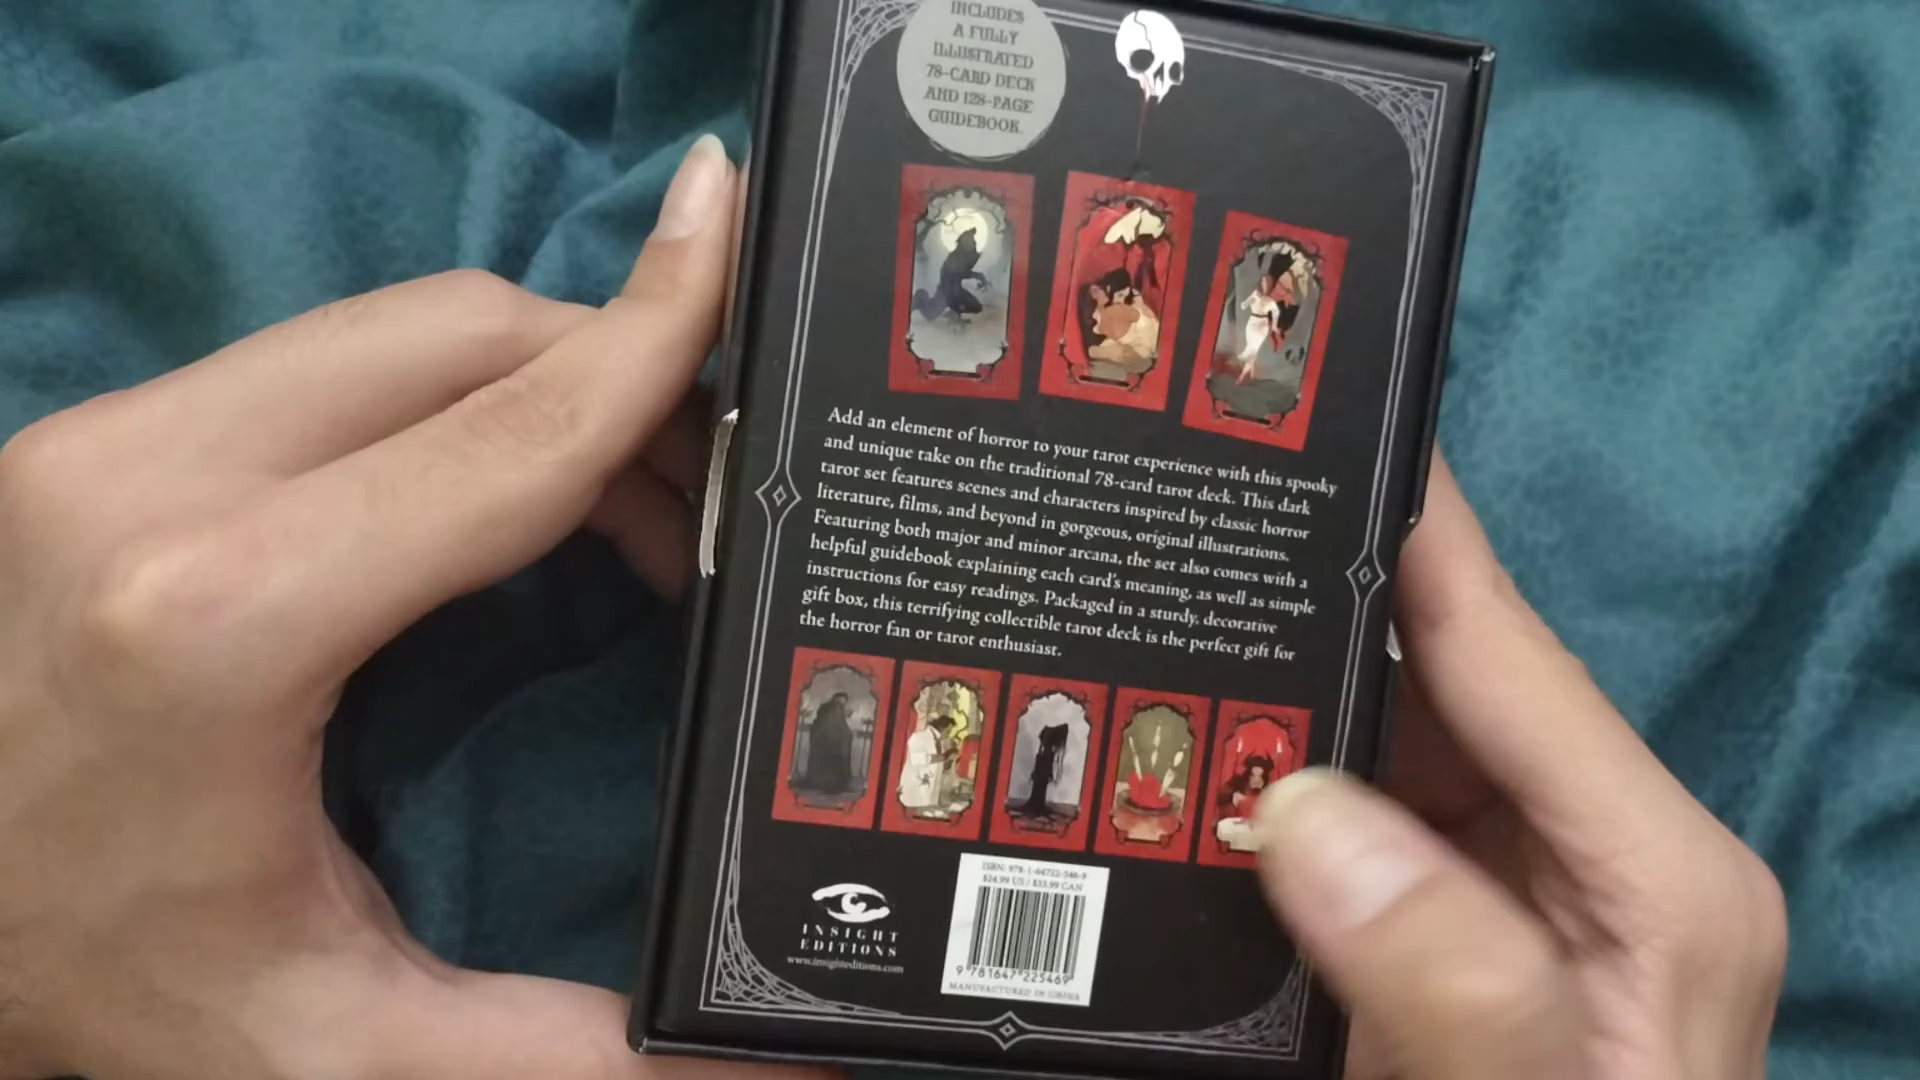 INCLUDES
A FULLY
ILLUSTRATED
78-CARD DECK
AND 128-PAGE
GUIDEBOOK.
Add an element of horror to your tarot experience with this spooky
and unique take on the traditional 78-card tarot deck. This dark
tarot set features scenes and characters inspired by classic horror
literature, films, and beyond in gorgeous, original illustrations.
Featuring both major and minor arcana, the set also comes with a
helpful guidebook explaining each card's meaning, as well as simple
instructions for easy readings. Packaged in a sturdy, decorative
gift box, this terrifying collectible tarot deck is the perfect gift for
the horror fan or tarot enthusiast.
ISBN: 978-1-64722-546-9
$24.99 US / $33.99 CAN
9 781647 225469
MANUFACTURED IN CHINA
INSIGHT
EDITIONS
www.insighteditions.com